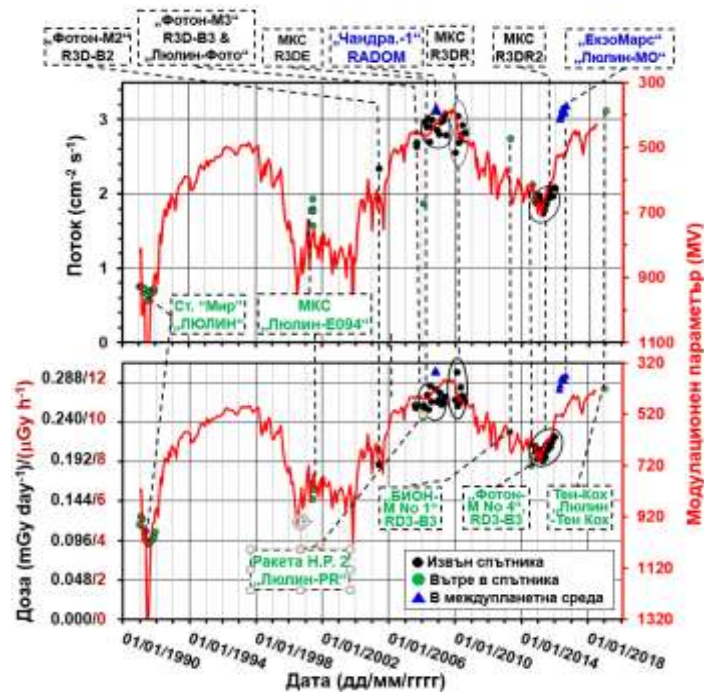 „Фотон-М3“
R3D-B3 &
„Люлин-Фото“
„Фотон-М2“
R3D-B2
МКС
R3DE
„Чандра.-1“
RADOM
МКС
R3DR
МКС
R3DR2
„ЕкзоМарс“
„Люлин-МО“
Поток (cm⁻² s⁻¹)
3
2
1
0
300
500
700
900
1100
Ст. “Мир”
„ЛЮЛИН“
МКС
„Люлин-Е094“
Модулационен параметър (MV)
Доза (mGy day⁻¹)/(μGy h⁻¹)
0.288/12
0.240/10
0.192/8
0.144/6
0.096/4
0.048/2
0.000/0
320
520
720
920
1120
1320
„БИОН-
М No 1“
RD3-B3
„Фотон-
М No 4“
RD3-B3
Тен-Кох
„Люлин
-Тен Кох
Ракета Н.Р. 2
„Люлин-PR“
Извън спътника
Вътре в спътника
В междупланетна среда
01/01/1990
01/01/1994
01/01/1998
01/01/2002
01/01/2006
01/01/2010
01/01/2014
01/01/2018
Дата (дд/мм/гггг)